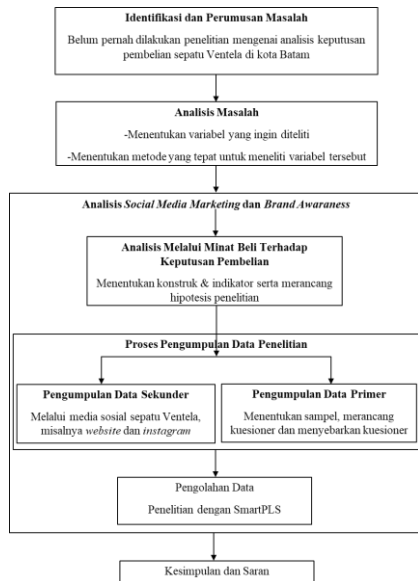 Identifikasi dan Perumusan Masalah
Belum pernah dilakukan penelitian mengenai analisis keputusan
pembelian sepatu Ventela di kota Batam
Analisis Masalah
-Menentukan variabel yang ingin diteliti
-Menentukan metode yang tepat untuk meneliti variabel tersebut
Analisis Social Media Marketing dan Brand Awareness
Analisis Melalui Minat Beli Terhadap
Keputusan Pembelian
Menentukan konstruk & indikator serta merancang
hipotesis penelitian
Proses Pengumpulan Data Penelitian
Pengumpulan Data Sekunder
Melalui media sosial sepatu Ventela,
misalnya website dan instagram
Pengumpulan Data Primer
Menentukan sampel, merancang
kuesioner dan menyebarkan kuesioner
Pengolahan Data
Penelitian dengan SmartPLS
Kesimpulan dan Saran